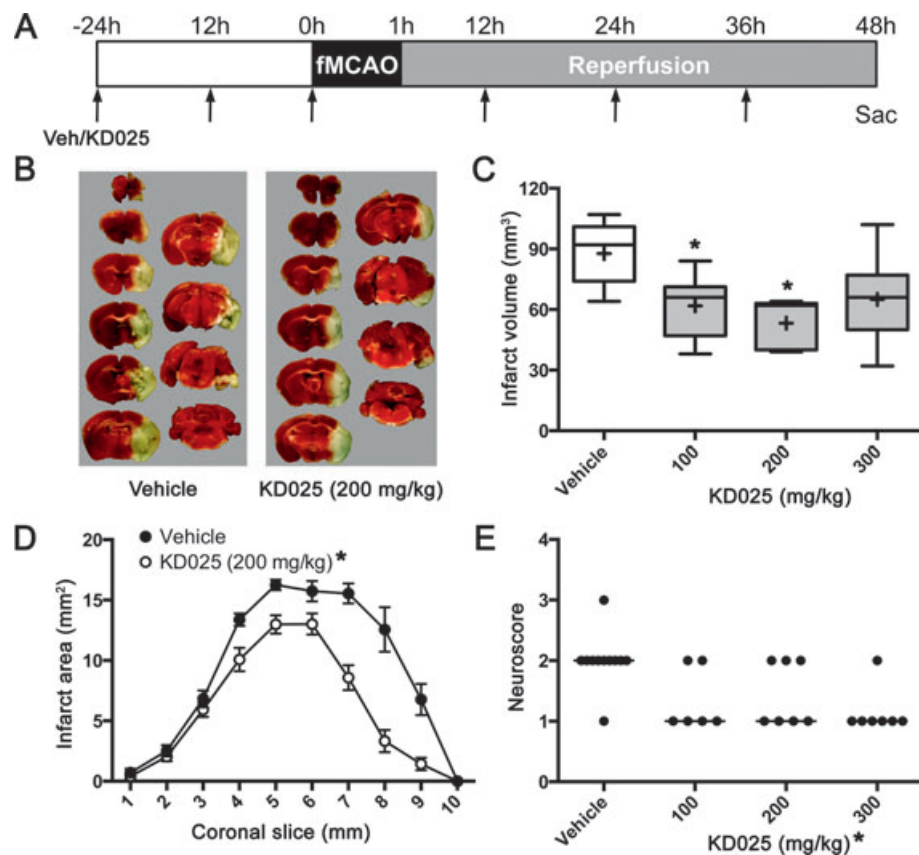 A
-24h 12h 0h 1h 12h 24h 36h 48h
fMCAO Reperfusion
Veh/KD025 Sac
B
Vehicle KD025 (200 mg/kg)
C
Infarct volume (mm³)
120
90
60
30
0
*
*
+
+
+
+
Vehicle 100 200 300
KD025 (mg/kg)
D
Vehicle
KD025 (200 mg/kg)*
Infarct area (mm²)
20
15
10
5
0
1 2 3 4 5 6 7 8 9 10
Coronal slice (mm)
E
Neuroscore
4
3
2
1
0
Vehicle 100 200 300
KD025 (mg/kg)*